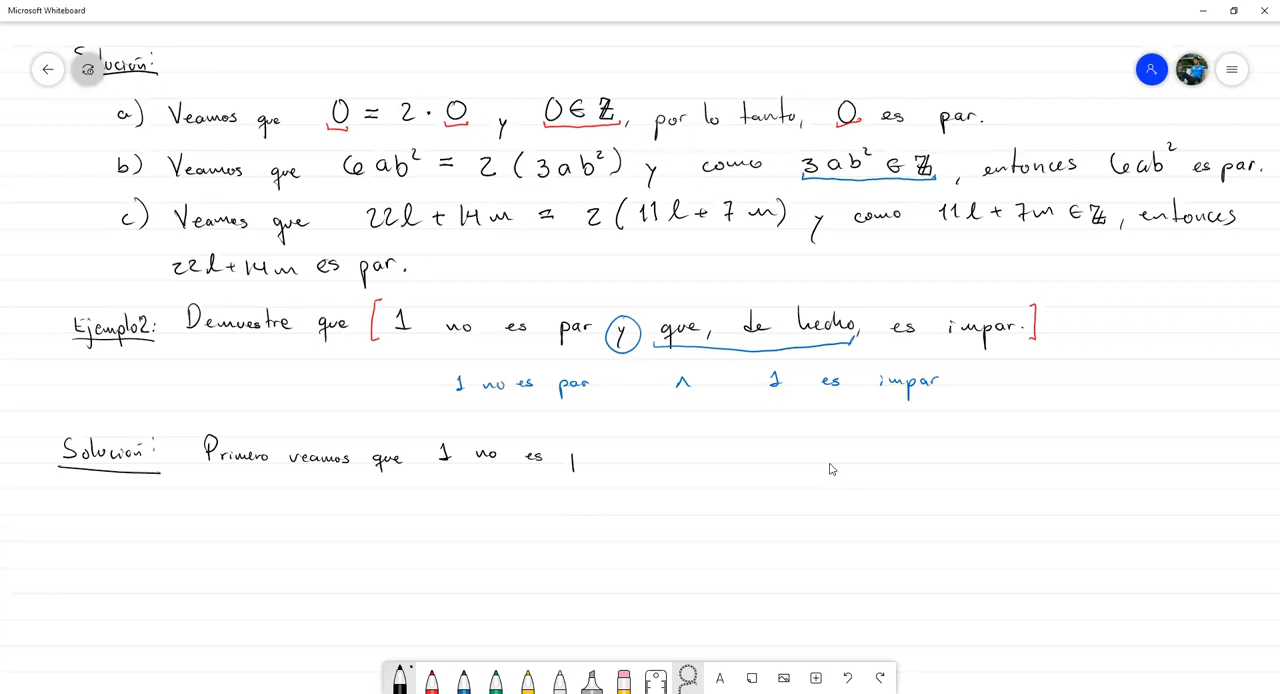 Microsoft Whiteboard
Solución:
a) Veamos que 0 = 2 · 0 y 0 ∈ ℤ, por lo tanto, 0 es par.
b) Veamos que 6ab² = 2 (3ab²) y como 3ab² ∈ ℤ, entonces 6ab² es par.
c) Veamos que 22l + 14m = 2 (11l + 7m) y como 11l + 7m ∈ ℤ, entonces
22l + 14m es par.
Ejemplo2: Demuestre que [1 no es par y que, de hecho, es impar.]
1 no es par ∧ 1 es impar
Solución: Primero veamos que 1 no es